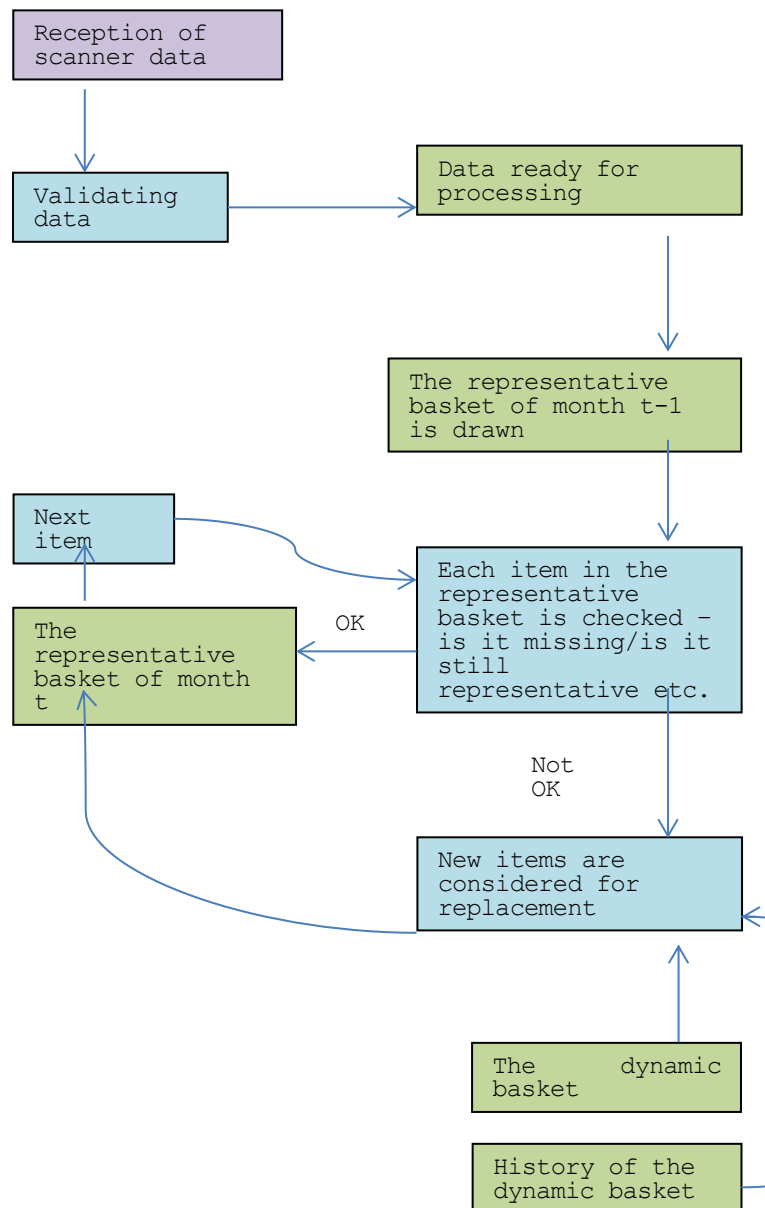 Reception of
scanner data
Validating
data
Data ready for
processing
The representative
basket of month t-1
is drawn
Next
item
Each item in the
representative
basket is checked –
is it missing/is it
still
representative etc.
OK
The
representative
basket of month
t
Not
OK
New items are
considered for
replacement
The dynamic
basket
History of the
dynamic basket